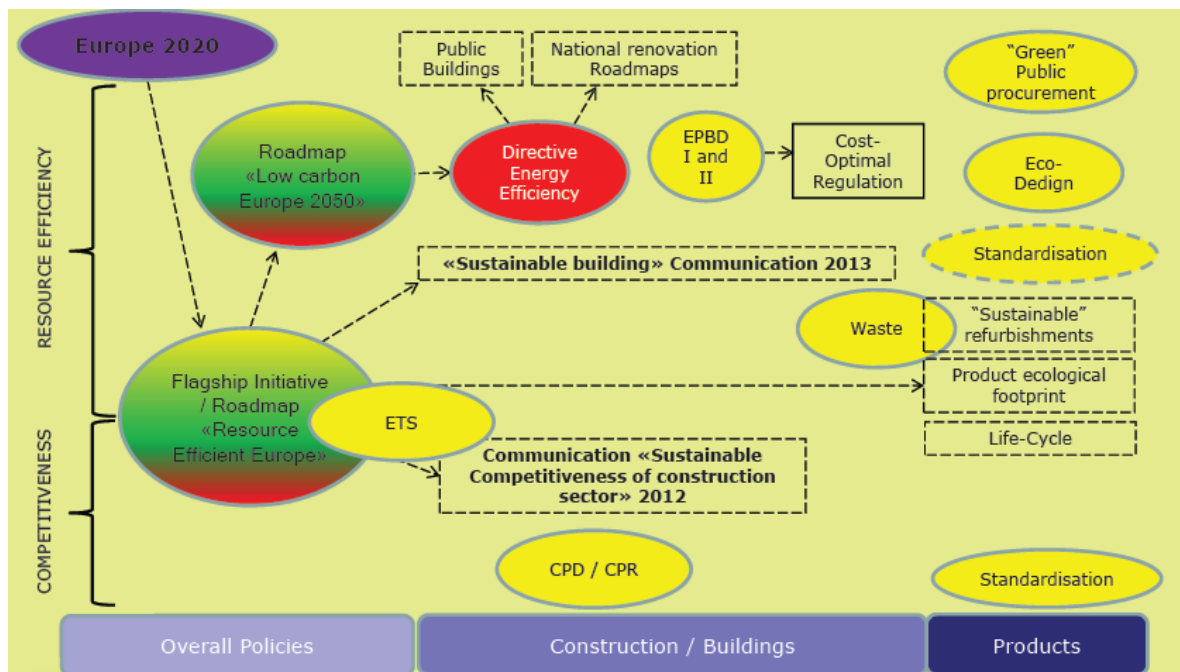 Europe 2020
Public
Buildings
National renovation
Roadmaps
“Green”
Public
procurement
RESOURCE EFFICIENCY
Roadmap
«Low carbon
Europe 2050»
Directive
Energy
Efficiency
EPBD
I and
II
Cost-
Optimal
Regulation
Eco-
Dedign
«Sustainable building» Communication 2013
Standardisation
Waste
“Sustainable”
refurbishments
Flagship Initiative
/ Roadmap
«Resource
Efficient Europe»
ETS
Product ecological
footprint
Life-Cycle
COMPETITIVENESS
Communication «Sustainable
Competitiveness of construction
sector» 2012
CPD / CPR
Standardisation
Overall Policies
Construction / Buildings
Products